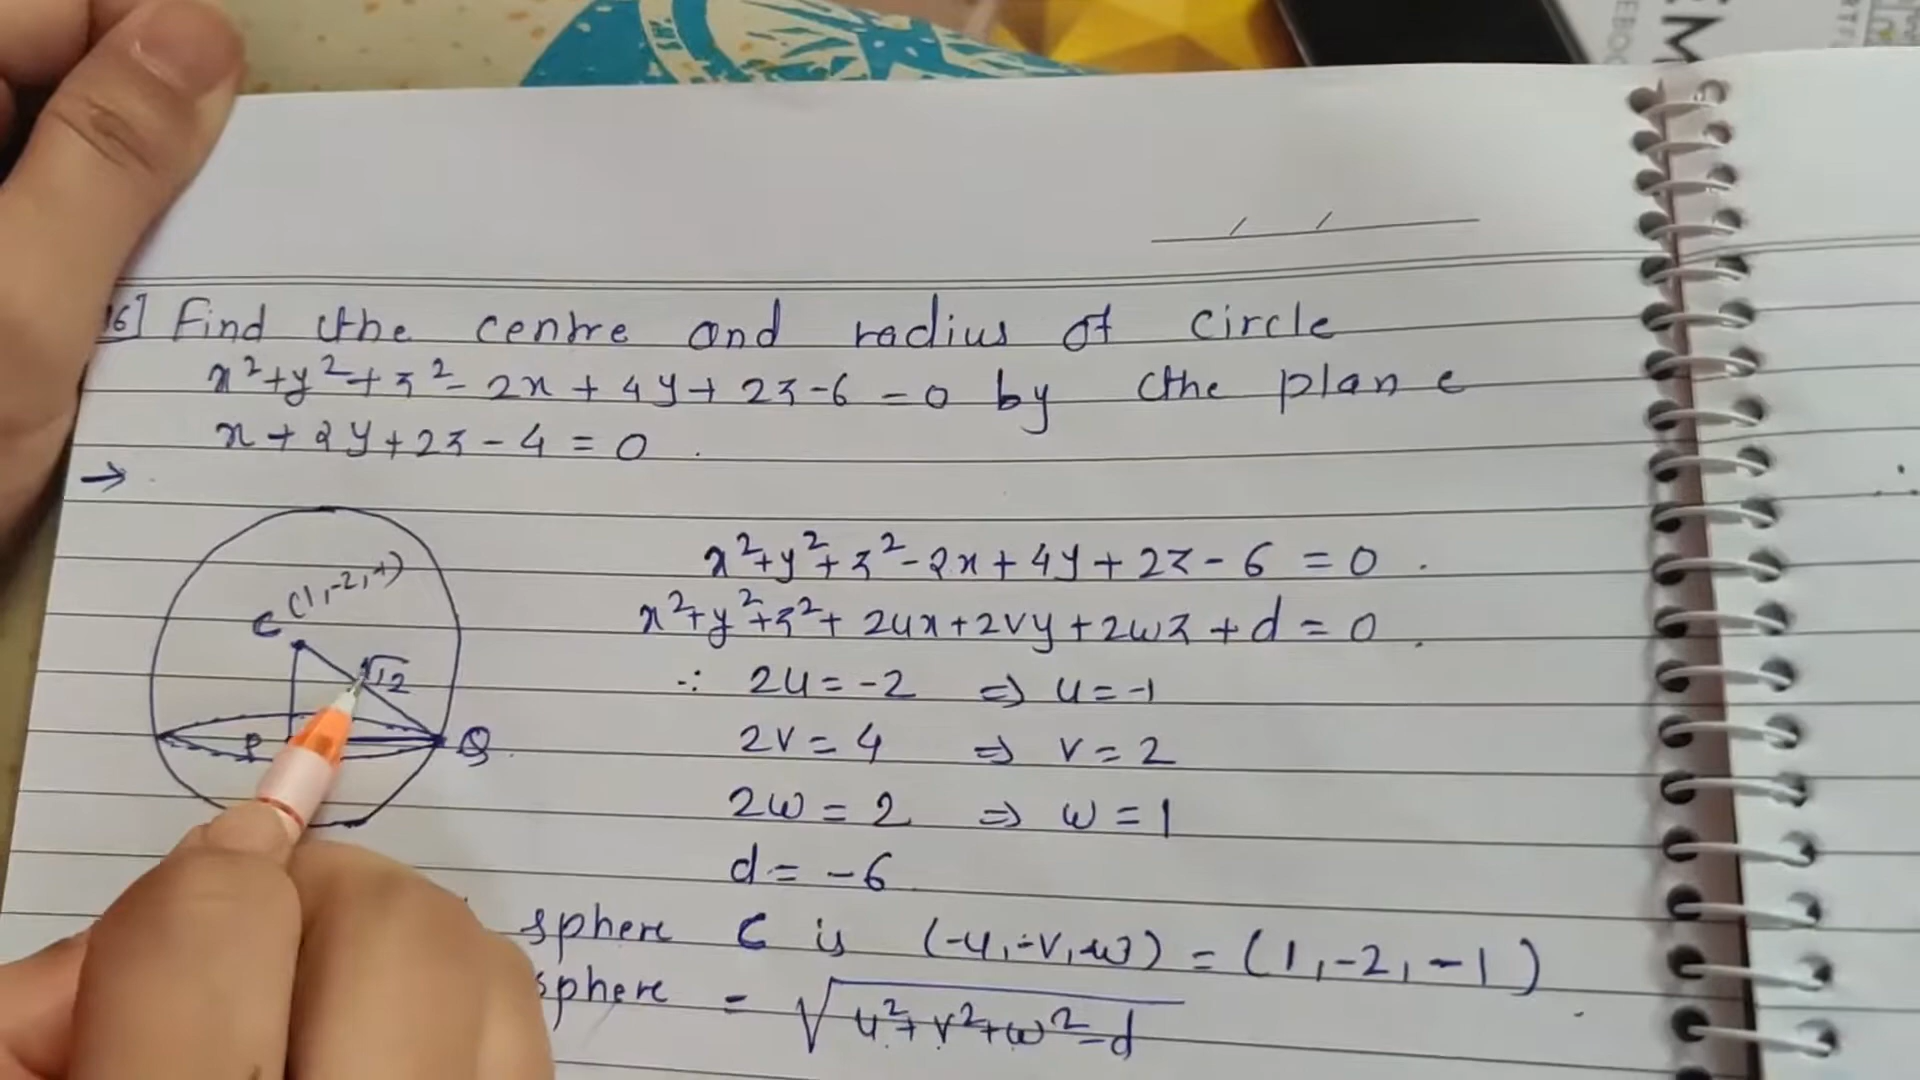 16] Find the centre and radius of circle
x²+y²+z²-2x+4y+2z-6=0 by the plane
x+2y+2z-4=0.
→
C (1,-2,-1)
√12
P Q
x²+y²+z²-2x+4y+2z-6=0.
x²+y²+z²+2ux+2vy+2wz+d=0.
∴ 2u=-2 => u=-1
2v=4 => v=2
2w=2 => w=1
d=-6
sphere C is (-u,-v,-w) = (1,-2,-1)
sphere = √u²+v²+w²-d
EM